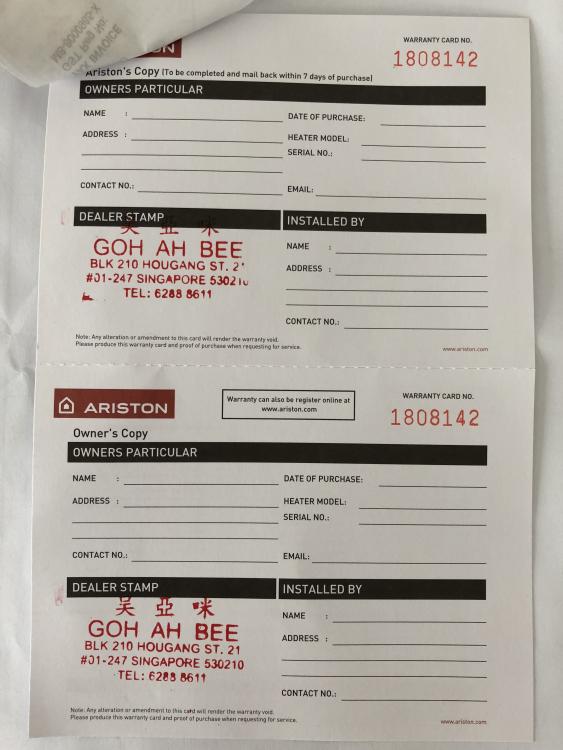 WARRANTY CARD NO.
1808142
Ariston's Copy (To be completed and mail back within 7 days of purchase)
OWNERS PARTICULAR
NAME :
DATE OF PURCHASE:
ADDRESS :
HEATER MODEL:
SERIAL NO.:
CONTACT NO.:
EMAIL:
DEALER STAMP
INSTALLED BY
吴亞咪
GOH AH BEE
BLK 210 HOUGANG ST. 2
#01-247 SINGAPORE 5302
TEL: 6288 8611
NAME :
ADDRESS :
CONTACT NO.:
Note: Any alteration or amendment to this card will render the warranty void.
Please produce this warranty card and proof of purchase when requesting for service.
www.ariston.com
ARISTON
Warranty can also be register online at
www.ariston.com
WARRANTY CARD NO.
1808142
Owner's Copy
OWNERS PARTICULAR
NAME :
DATE OF PURCHASE:
ADDRESS :
HEATER MODEL:
SERIAL NO.:
CONTACT NO.:
EMAIL:
DEALER STAMP
INSTALLED BY
吴亞咪
GOH AH BEE
BLK 210 HOUGANG ST. 21
#01-247 SINGAPORE 530210
TEL: 6288 8611
NAME :
ADDRESS :
CONTACT NO.:
Note: Any alteration or amendment to this card will render the warranty void.
Please produce this warranty card and proof of purchase when requesting for service.
www.ariston.com